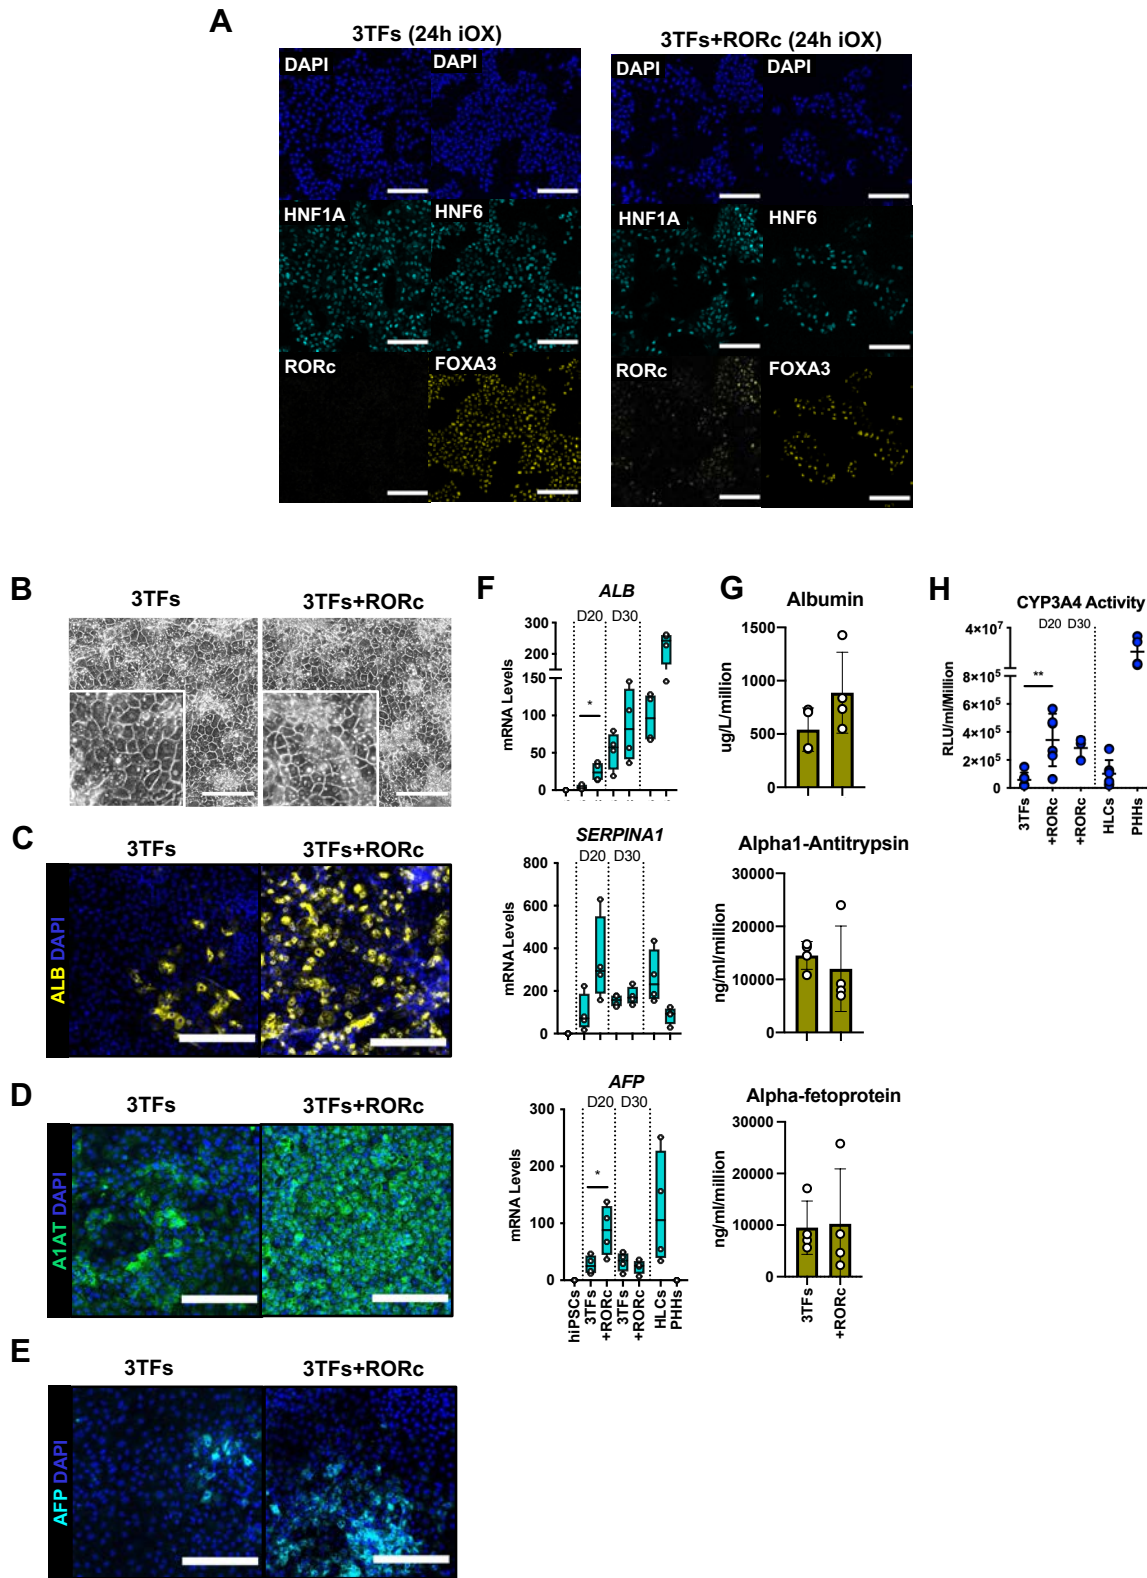 A
3TFs (24h iOX)
3TFs+RORc (24h iOX)
DAPI
DAPI
DAPI
DAPI
HNF1A
HNF6
HNF1A
HNF6
RORc
FOXA3
RORc
FOXA3
B
3TFs
3TFs+RORc
C
3TFs
3TFs+RORc
ALB DAPI
D
3TFs
3TFs+RORc
A1AT DAPI
E
3TFs
3TFs+RORc
AFP DAPI
F
ALB
D20
D30
mRNA Levels
300
200
150
100
50
0
*
SERPINA1
D20
D30
mRNA Levels
800
600
400
200
0
AFP
D20
D30
mRNA Levels
300
200
100
0
*
hiPSCs
3TFs
+RORc
3TFs
+RORc
HLCs
PHHs
G
Albumin
ug/L/million
1500
1000
500
0
Alpha1-Antitrypsin
ng/ml/million
30000
20000
10000
0
Alpha-fetoprotein
ng/ml/million
30000
20000
10000
0
3TFs
+RORc
H
CYP3A4 Activity
D20
D30
RLU/ml/Million
4×10⁷
8×10⁵
6×10⁵
4×10⁵
2×10⁵
0
**
3TFs
+RORc
+RORc
HLCs
PHHs